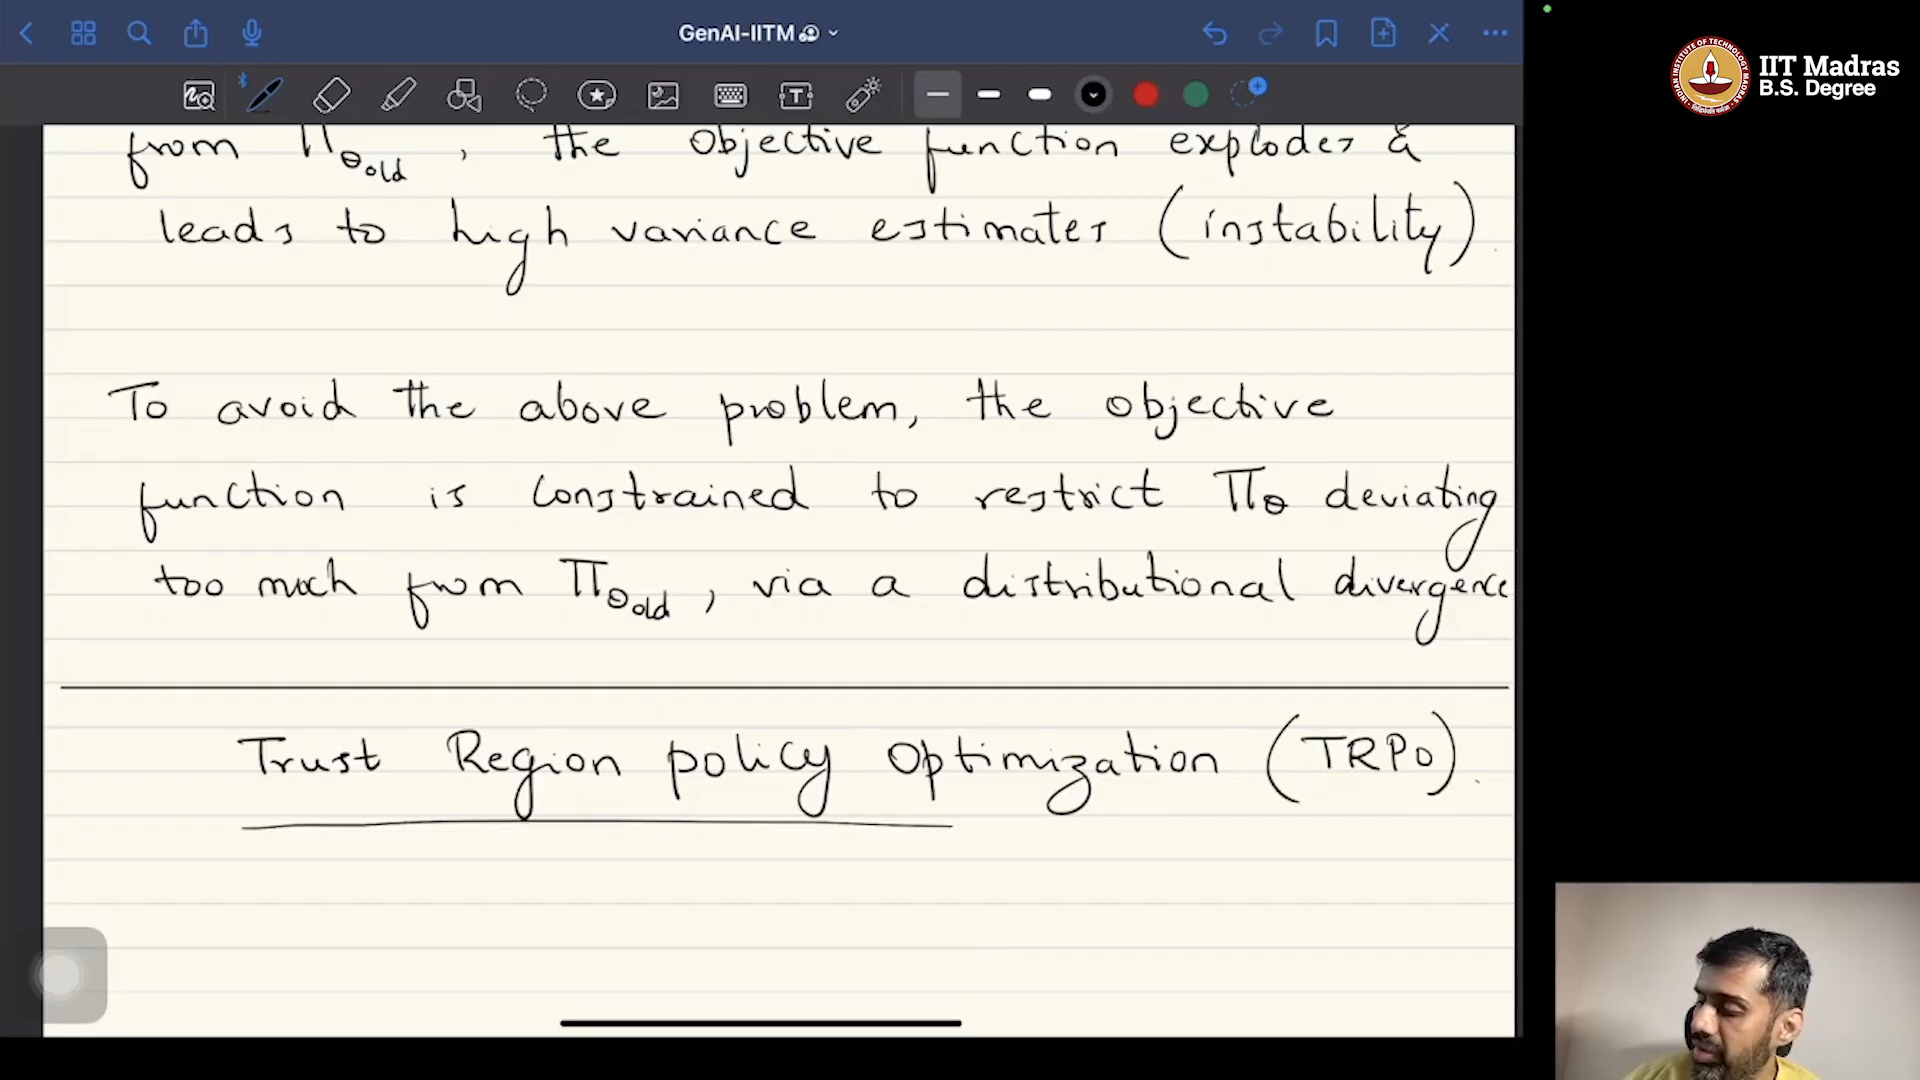 GenAI-IITM
IIT Madras
B.S. Degree
from πθold, the objective function explodes &
leads to high variance estimates (instability)
To avoid the above problem, the objective
function is constrained to restrict πθ deviating
too much from πθold, via a distributional divergence
Trust Region policy Optimization (TRPO).